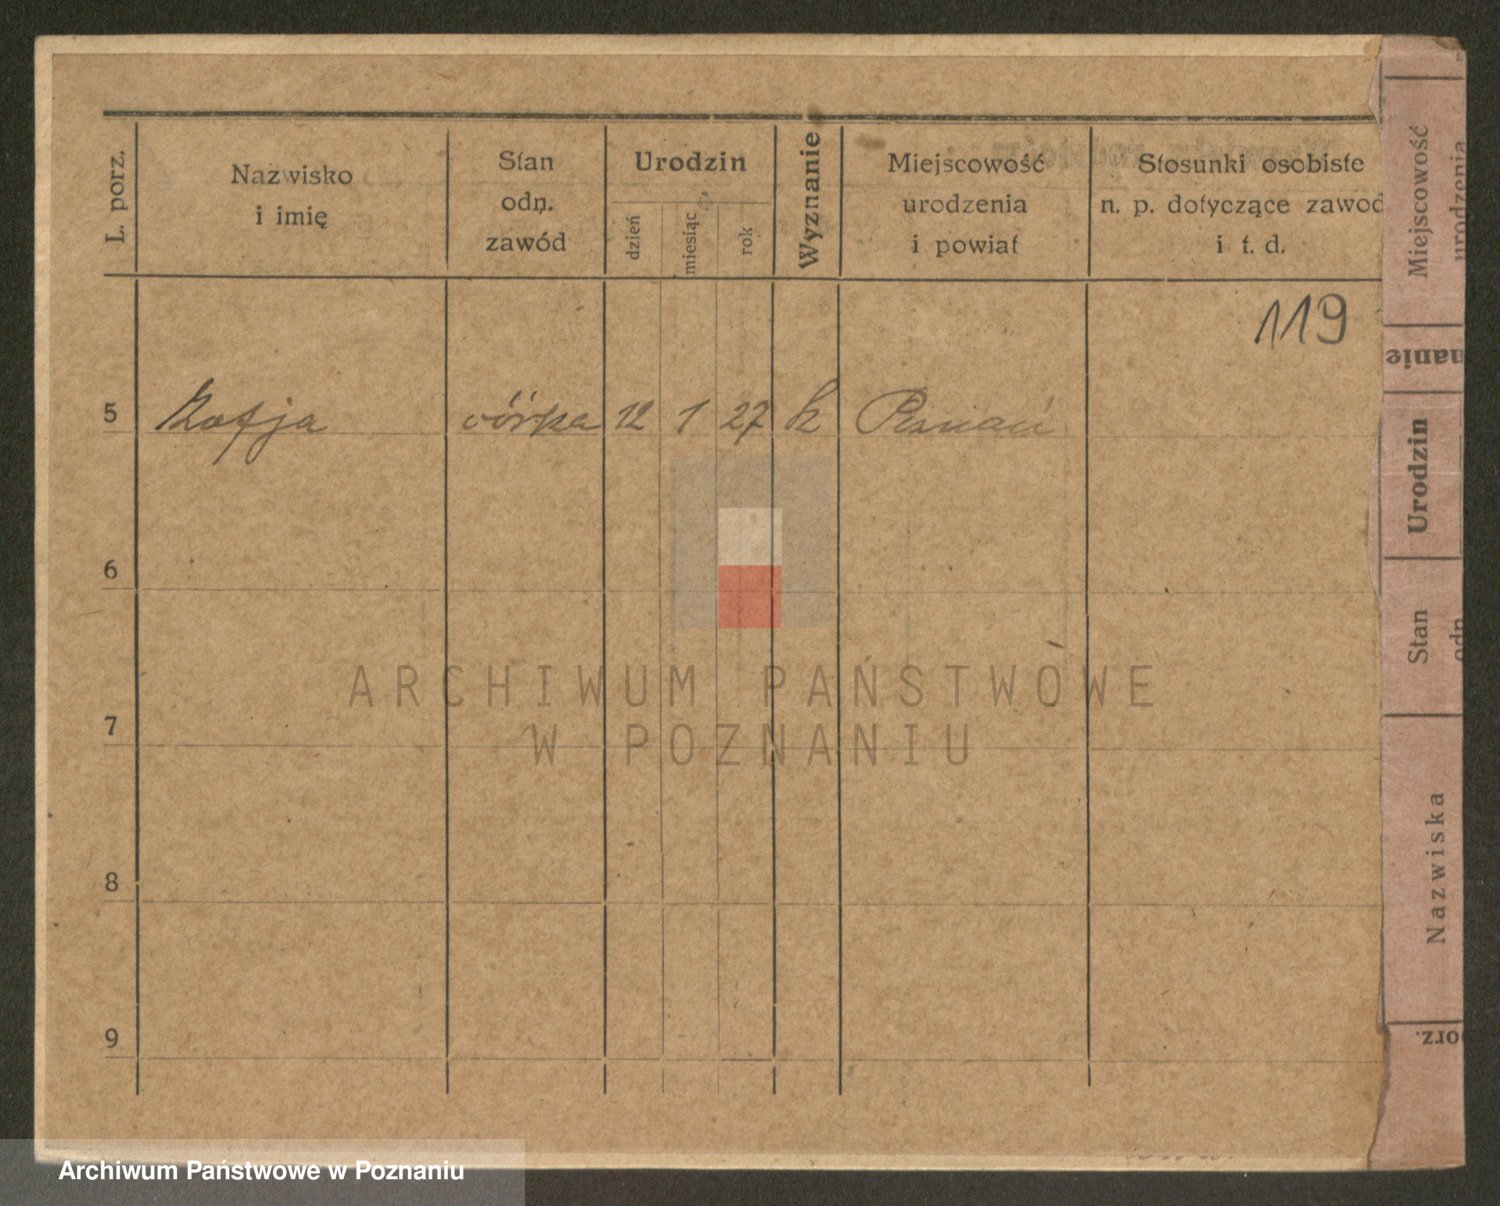 L. porz.
Nazwisko
i imię
Stan
odn.
zawód
Urodzin
dzień
miesiąc
rok
Wyznanie
Miejscowość
urodzenia
i powiat
Stosunki osobiste
n. p. dotyczące zawod
i t. d.
119
5 Zofja córka 12 1 27 k Poznań
6
7
8
9
Miejscowość
urodzenia
nanie
Urodzin
Stan
odn
Nazwiska
orz.
ARCHIWUM PAŃSTWOWE
W POZNANIU
Archiwum Państwowe w Poznaniu